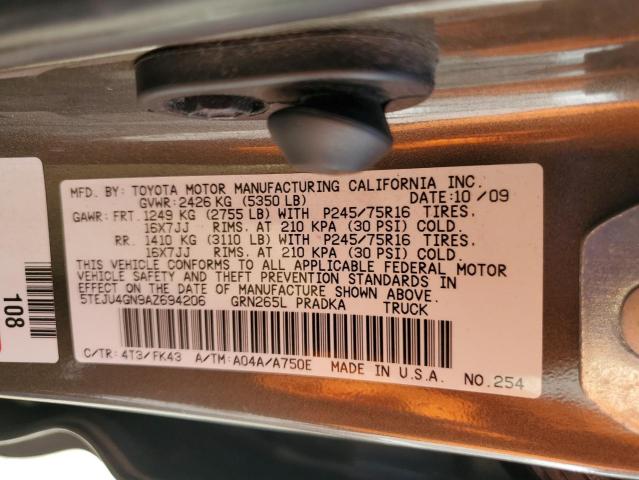 MFD. BY: TOYOTA MOTOR MANUFACTURING CALIFORNIA INC.
GVWR: 2426 KG (5350 LB) DATE: 10/09
GAWR: FRT. 1249 KG (2755 LB) WITH P245/75R16 TIRES.
16X7JJ RIMS. AT 210 KPA (30 PSI) COLD.
RR. 1410 KG (3110 LB) WITH P245/75R16 TIRES.
16X7JJ RIMS. AT 210 KPA (30 PSI) COLD.
THIS VEHICLE CONFORMS TO ALL APPLICABLE FEDERAL MOTOR
VEHICLE SAFETY AND THEFT PREVENTION STANDARDS IN
EFFECT ON THE DATE OF MANUFACTURE SHOWN ABOVE.
5TEJU4GN9AZ694206 GRN265L PRADKA TRUCK
C/TR: 4T3/FK43 A/TM: A04A/A750E MADE IN U.S.A. NO.254
108